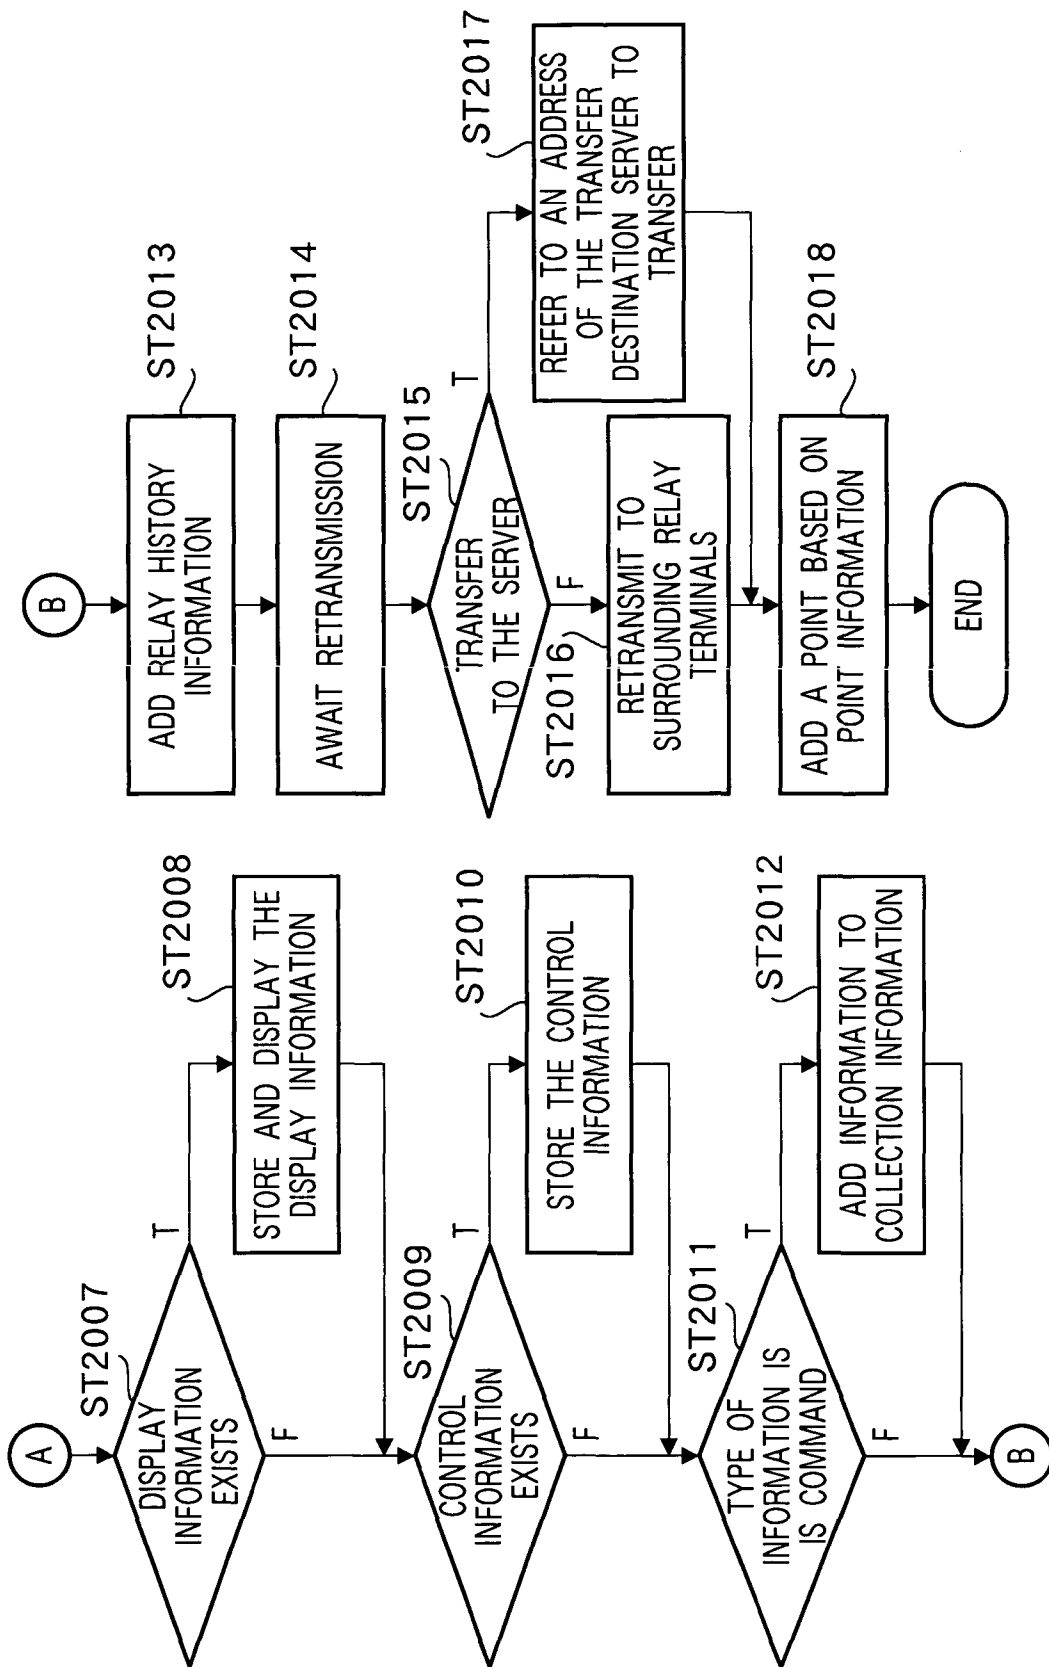 A
ST2007
DISPLAY
INFORMATION
EXISTS
T
F
ST2008
STORE AND DISPLAY THE
DISPLAY INFORMATION
ST2009
CONTROL
INFORMATION
EXISTS
T
F
ST2010
STORE THE CONTROL
INFORMATION
ST2011
TYPE OF
INFORMATION IS
IS COMMAND
T
F
ST2012
ADD INFORMATION TO
COLLECTION INFORMATION
B
B
ST2013
ADD RELAY HISTORY
INFORMATION
ST2014
AWAIT RETRANSMISSION
ST2015
TRANSFER
TO THE SERVER
T
F
ST2016
RETRANSMIT TO
SURROUNDING RELAY
TERMINALS
ST2017
REFER TO AN ADDRESS
OF THE TRANSFER
DESTINATION SERVER TO
TRANSFER
ST2018
ADD A POINT BASED ON
POINT INFORMATION
END